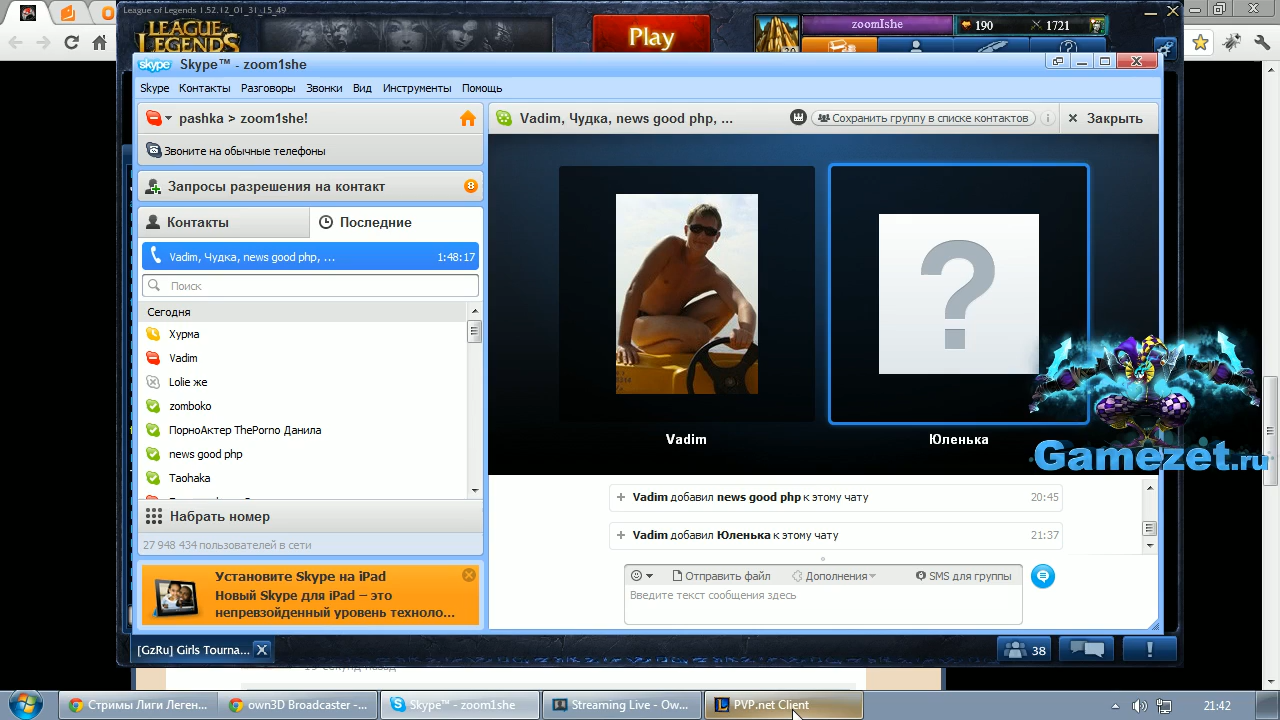 League of Legends 1.52.12_01_31_15_49
LEAGUE of LEGENDS
Play
zoomIshe
190
1721
Skype™ - zoom1she
Skype Контакты Разговоры Звонки Вид Инструменты Помощь
pashka > zoom1she!
Звоните на обычные телефоны
Запросы разрешения на контакт 8
Контакты Последние
Vadim, Чудка, news good php, ... 1:48:17
Поиск
Сегодня
Хурма
Vadim
Lolie же
zomboko
ПорноАктер ThePorno Данила
news good php
Taohaka
Набрать номер
27 948 434 пользователей в сети
Установите Skype на iPad
Новый Skype для iPad – это
непревзойденный уровень техноло...
Vadim, Чудка, news good php, ... Сохранить группу в списке контактов Закрыть
Vadim Юленька
Gamezet.ru
Vadim добавил news good php к этому чату 20:45
Vadim добавил Юленька к этому чату 21:37
Отправить файл Дополнения SMS для группы
Введите текст сообщения здесь
[GzRu] Girls Tourna... 38
Стримы Лиги Леген... own3D Broadcaster -... Skype™ - zoom1she Streaming Live - Ow... PVP.net Client 21:42